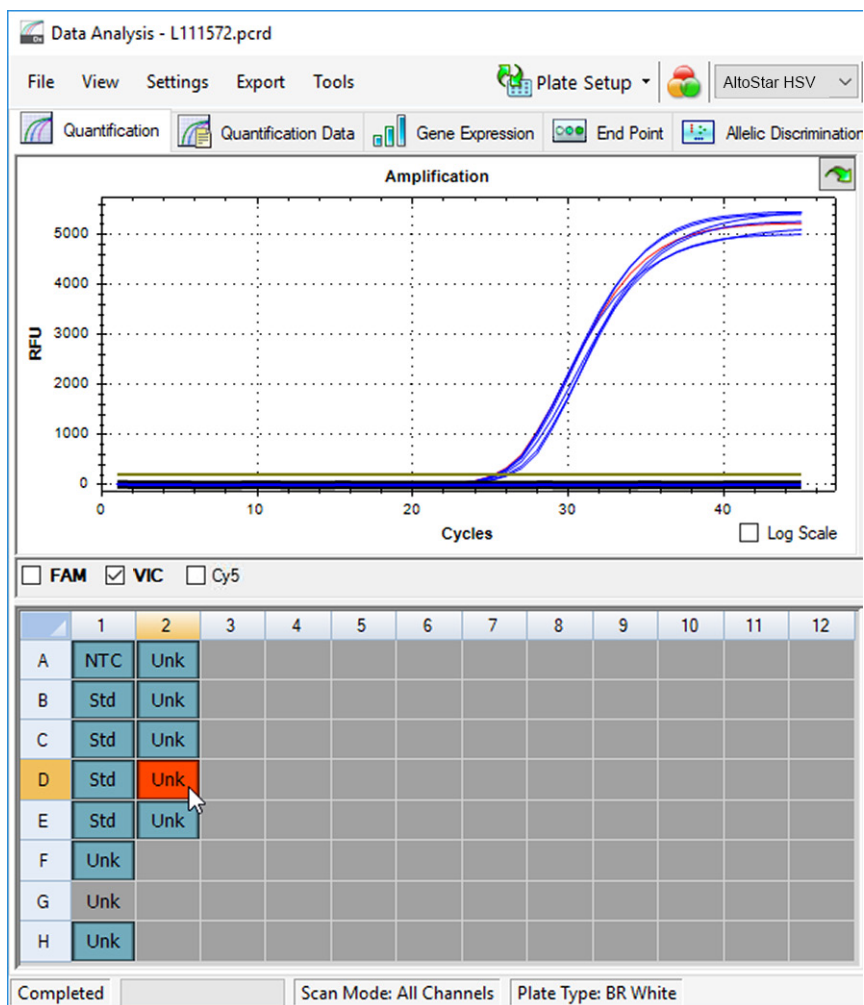 Data Analysis - L111572.pcrd
File View Settings Export Tools Plate Setup AltoStar HSV
Quantification Quantification Data Gene Expression End Point Allelic Discrimination
Amplification
RFU
5000
4000
3000
2000
1000
0
0 10 20 30 40
Cycles
Log Scale
FAM VIC Cy5
1 2 3 4 5 6 7 8 9 10 11 12
A NTC Unk
B Std Unk
C Std Unk
D Std Unk
E Std Unk
F Unk
G Unk
H Unk
Completed Scan Mode: All Channels Plate Type: BR White